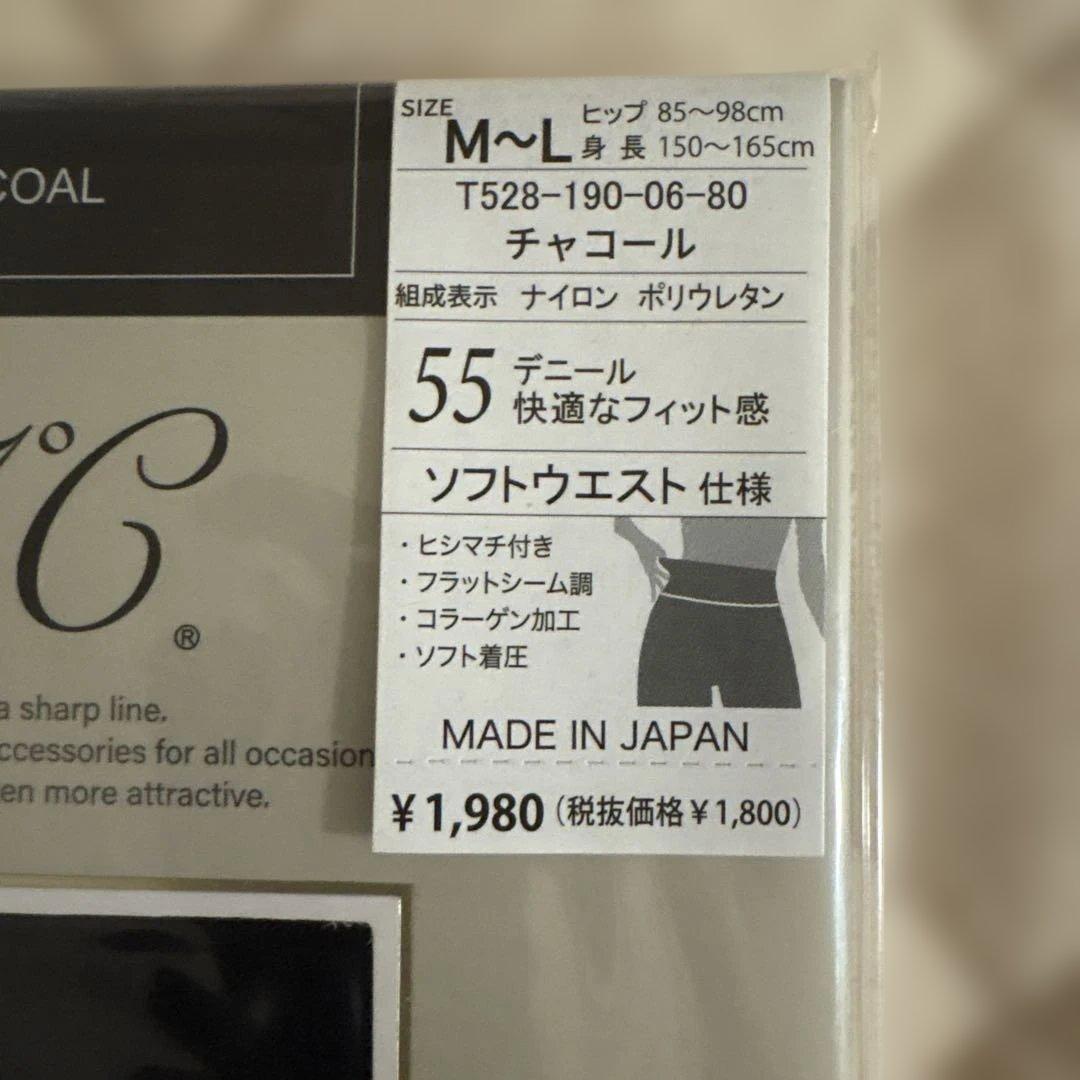 COAL
SIZE
M～L
ヒップ 85～98cm
身長 150～165cm
T528-190-06-80
チャコール
組成表示 ナイロン ポリウレタン
55 デニール
快適なフィット感
ソフトウエスト 仕様
・ヒシマチ付き
・フラットシーム調
・コラーゲン加工
・ソフト着圧
MADE IN JAPAN
¥1,980 (税抜価格¥1,800)
°C
®
a sharp line.
ccessories for all occasion
en more attractive.